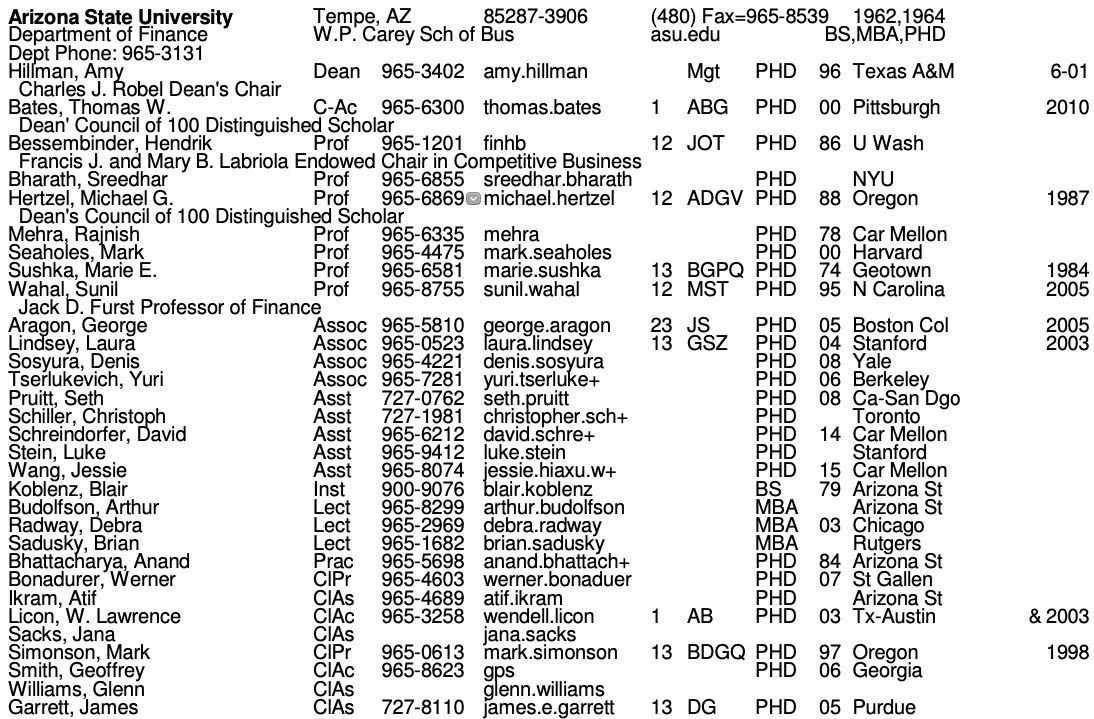 Arizona State University Tempe, AZ 85287-3906 (480) Fax=965-8539 1962,1964
Department of Finance W.P. Carey Sch of Bus asu.edu BS,MBA,PHD
Dept Phone: 965-3131
Hillman, Amy Dean 965-3402 amy.hillman Mgt PHD 96 Texas A&M 6-01
Charles J. Robel Dean's Chair
Bates, Thomas W. C-Ac 965-6300 thomas.bates 1 ABG PHD 00 Pittsburgh 2010
Dean' Council of 100 Distinguished Scholar
Bessembinder, Hendrik Prof 965-1201 finhb 12 JOT PHD 86 U Wash
Francis J. and Mary B. Labriola Endowed Chair in Competitive Business
Bharath, Sreedhar Prof 965-6855 sreedhar.bharath PHD NYU
Hertzel, Michael G. Prof 965-6869 michael.hertzel 12 ADGV PHD 88 Oregon 1987
Dean's Council of 100 Distinguished Scholar
Mehra, Rajnish Prof 965-6335 mehra PHD 78 Car Mellon
Seaholes, Mark Prof 965-4475 mark.seaholes PHD 00 Harvard
Sushka, Marie E. Prof 965-6581 marie.sushka 13 BGPQ PHD 74 Geotown 1984
Wahal, Sunil Prof 965-8755 sunil.wahal 12 MST PHD 95 N Carolina 2005
Jack D. Furst Professor of Finance
Aragon, George Assoc 965-5810 george.aragon 23 JS PHD 05 Boston Col 2005
Lindsey, Laura Assoc 965-0523 laura.lindsey 13 GSZ PHD 04 Stanford 2003
Sosyura, Denis Assoc 965-4221 denis.sosyura PHD 08 Yale
Tserlukevich, Yuri Assoc 965-7281 yuri.tserluke+ PHD 06 Berkeley
Pruitt, Seth Asst 727-0762 seth.pruitt PHD 08 Ca-San Dgo
Schiller, Christoph Asst 727-1981 christopher.sch+ PHD Toronto
Schreindorfer, David Asst 965-6212 david.schre+ PHD 14 Car Mellon
Stein, Luke Asst 965-9412 luke.stein PHD Stanford
Wang, Jessie Asst 965-8074 jessie.hiaxu.w+ PHD 15 Car Mellon
Koblenz, Blair Inst 900-9076 blair.koblenz BS 79 Arizona St
Budolfson, Arthur Lect 965-8299 arthur.budolfson MBA Arizona St
Radway, Debra Lect 965-2969 debra.radway MBA 03 Chicago
Sadusky, Brian Lect 965-1682 brian.sadusky MBA Rutgers
Bhattacharya, Anand Prac 965-5698 anand.bhattach+ PHD 84 Arizona St
Bonadurer, Werner ClPr 965-4603 werner.bonaduer PHD 07 St Gallen
Ikram, Atif ClAs 965-4689 atif.ikram PHD Arizona St
Licon, W. Lawrence ClAc 965-3258 wendell.licon 1 AB PHD 03 Tx-Austin & 2003
Sacks, Jana ClAs jana.sacks
Simonson, Mark ClPr 965-0613 mark.simonson 13 BDGQ PHD 97 Oregon 1998
Smith, Geoffrey ClAc 965-8623 gps PHD 06 Georgia
Williams, Glenn ClAs glenn.williams
Garrett, James ClAs 727-8110 james.e.garrett 13 DG PHD 05 Purdue